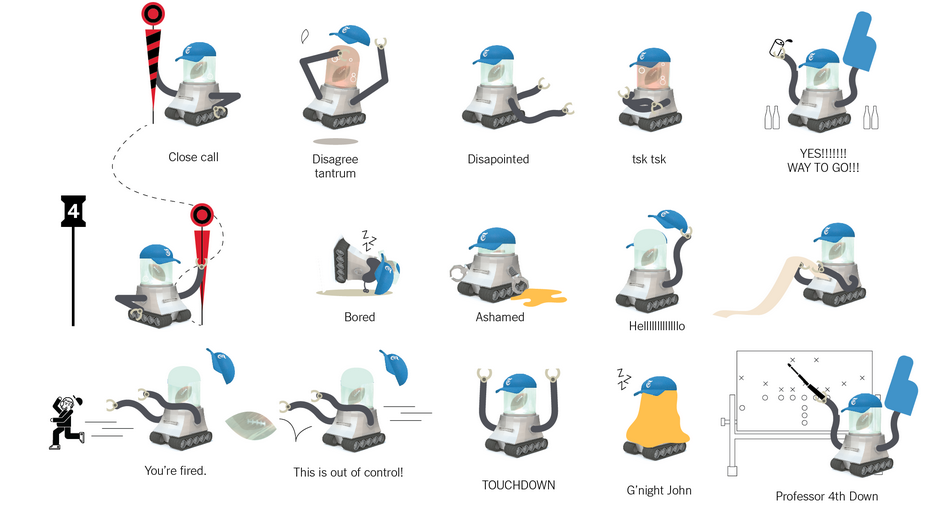 Close call
Disagree
tantrum
Disapointed
tsk tsk
YES!!!!!!!
WAY TO GO!!!
4
Z
Z
Z
Bored
Ashamed
Helllllllllllllo
You're fired.
This is out of control!
TOUCHDOWN
Z
Z
Z
G'night John
Professor 4th Down